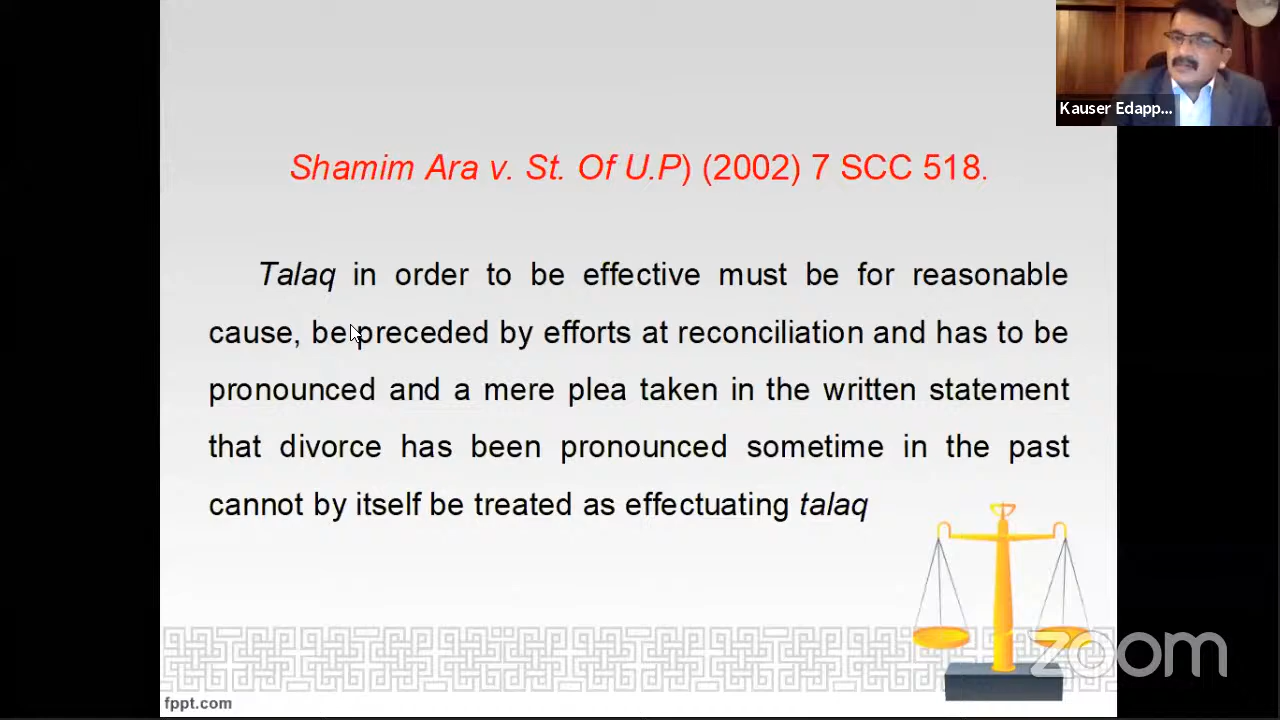 Kauser Edapp...
Shamim Ara v. St. Of U.P) (2002) 7 SCC 518.
Talaq in order to be effective must be for reasonable
cause, be preceded by efforts at reconciliation and has to be
pronounced and a mere plea taken in the written statement
that divorce has been pronounced sometime in the past
cannot by itself be treated as effectuating talaq
zoom
fppt.com